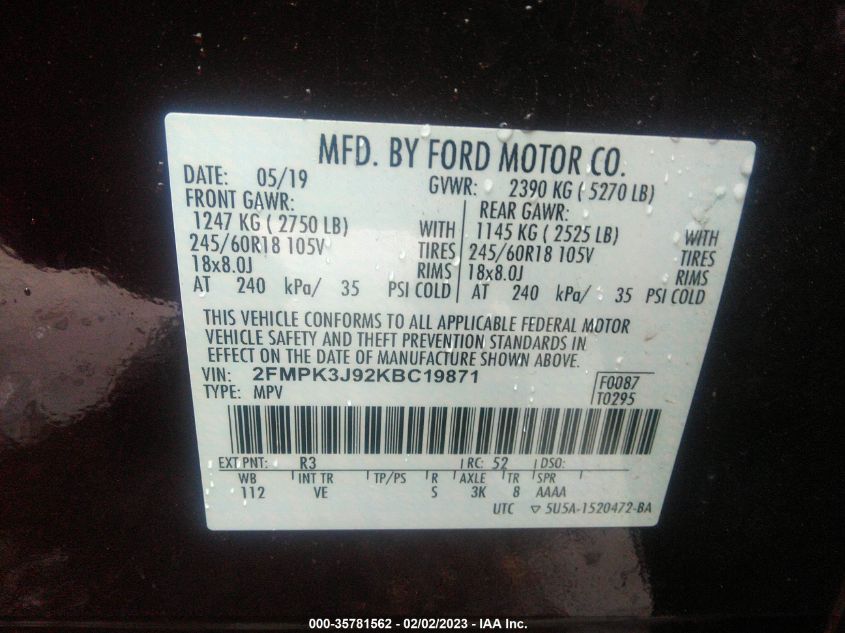 MFD. BY FORD MOTOR CO.
DATE: 05/19 GVWR: 2390 KG ( 5270 LB)
FRONT GAWR: REAR GAWR:
1247 KG ( 2750 LB) WITH 1145 KG ( 2525 LB) WITH
245/60R18 105V TIRES 245/60R18 105V TIRES
18x8.0J RIMS 18x8.0J RIMS
AT 240 kPa/ 35 PSI COLD AT 240 kPa/ 35 PSI COLD
THIS VEHICLE CONFORMS TO ALL APPLICABLE FEDERAL MOTOR
VEHICLE SAFETY AND THEFT PREVENTION STANDARDS IN
EFFECT ON THE DATE OF MANUFACTURE SHOWN ABOVE.
VIN: 2FMPK3J92KBC19871 F0087
TYPE: MPV T0295
EXT PNT: R3 RC: 52 DSO:
WB INT TR TP/PS R AXLE TR SPR
112 VE S 3K 8 AAAA
UTC ▽ 5U5A-1520472-BA
000-35781562 - 02/02/2023 - IAA Inc.